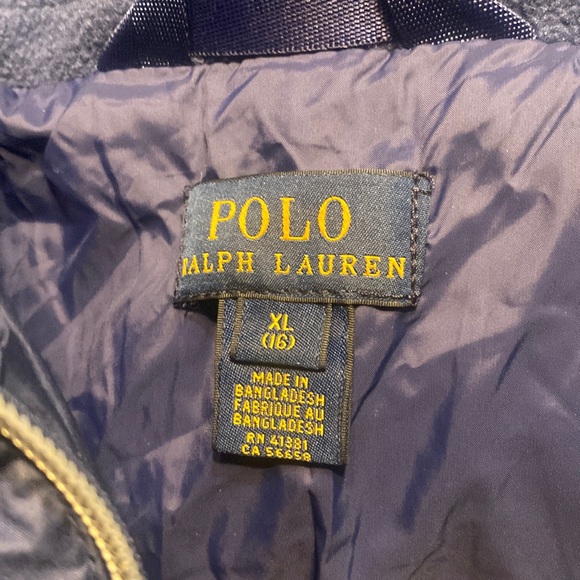 POLO
RALPH LAUREN
XL
(16)
MADE IN
BANGLADESH
FABRIQUE AU
BANGLADESH
RN 41381
CA 56658